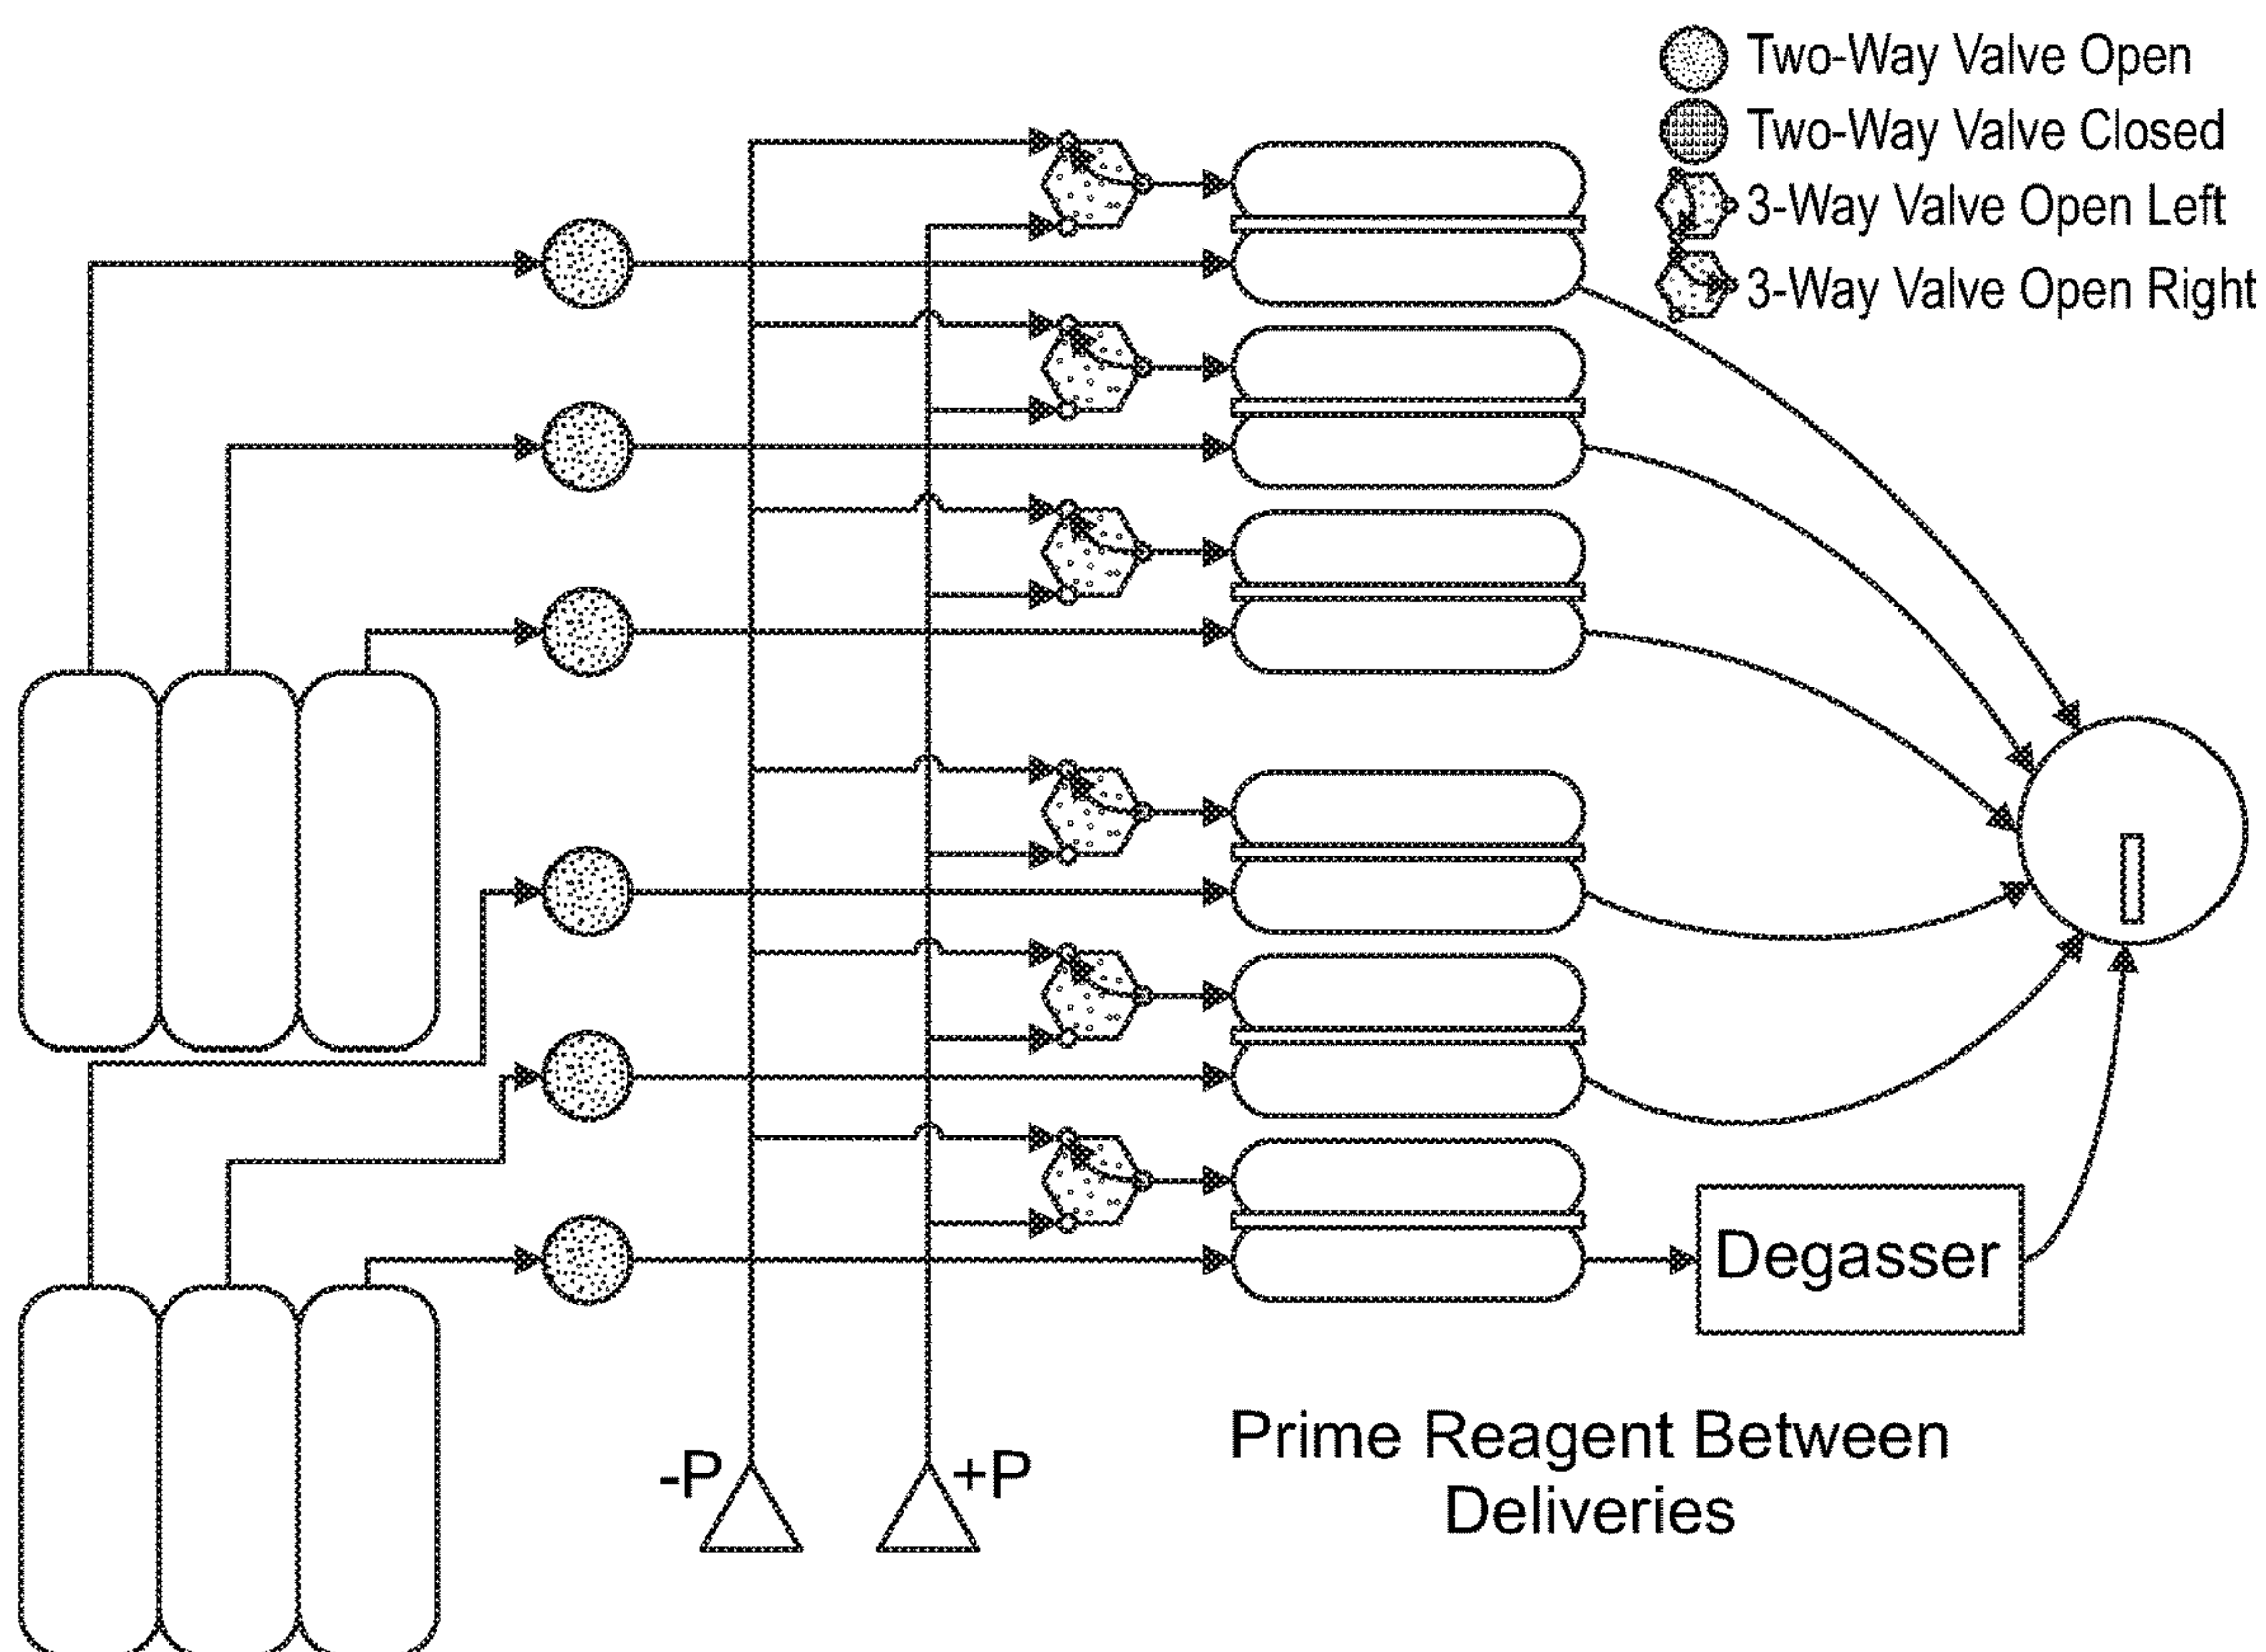 Two-Way Valve Open
Two-Way Valve Closed
3-Way Valve Open Left
3-Way Valve Open Right
Degasser
-P
+P
Prime Reagent Between
Deliveries